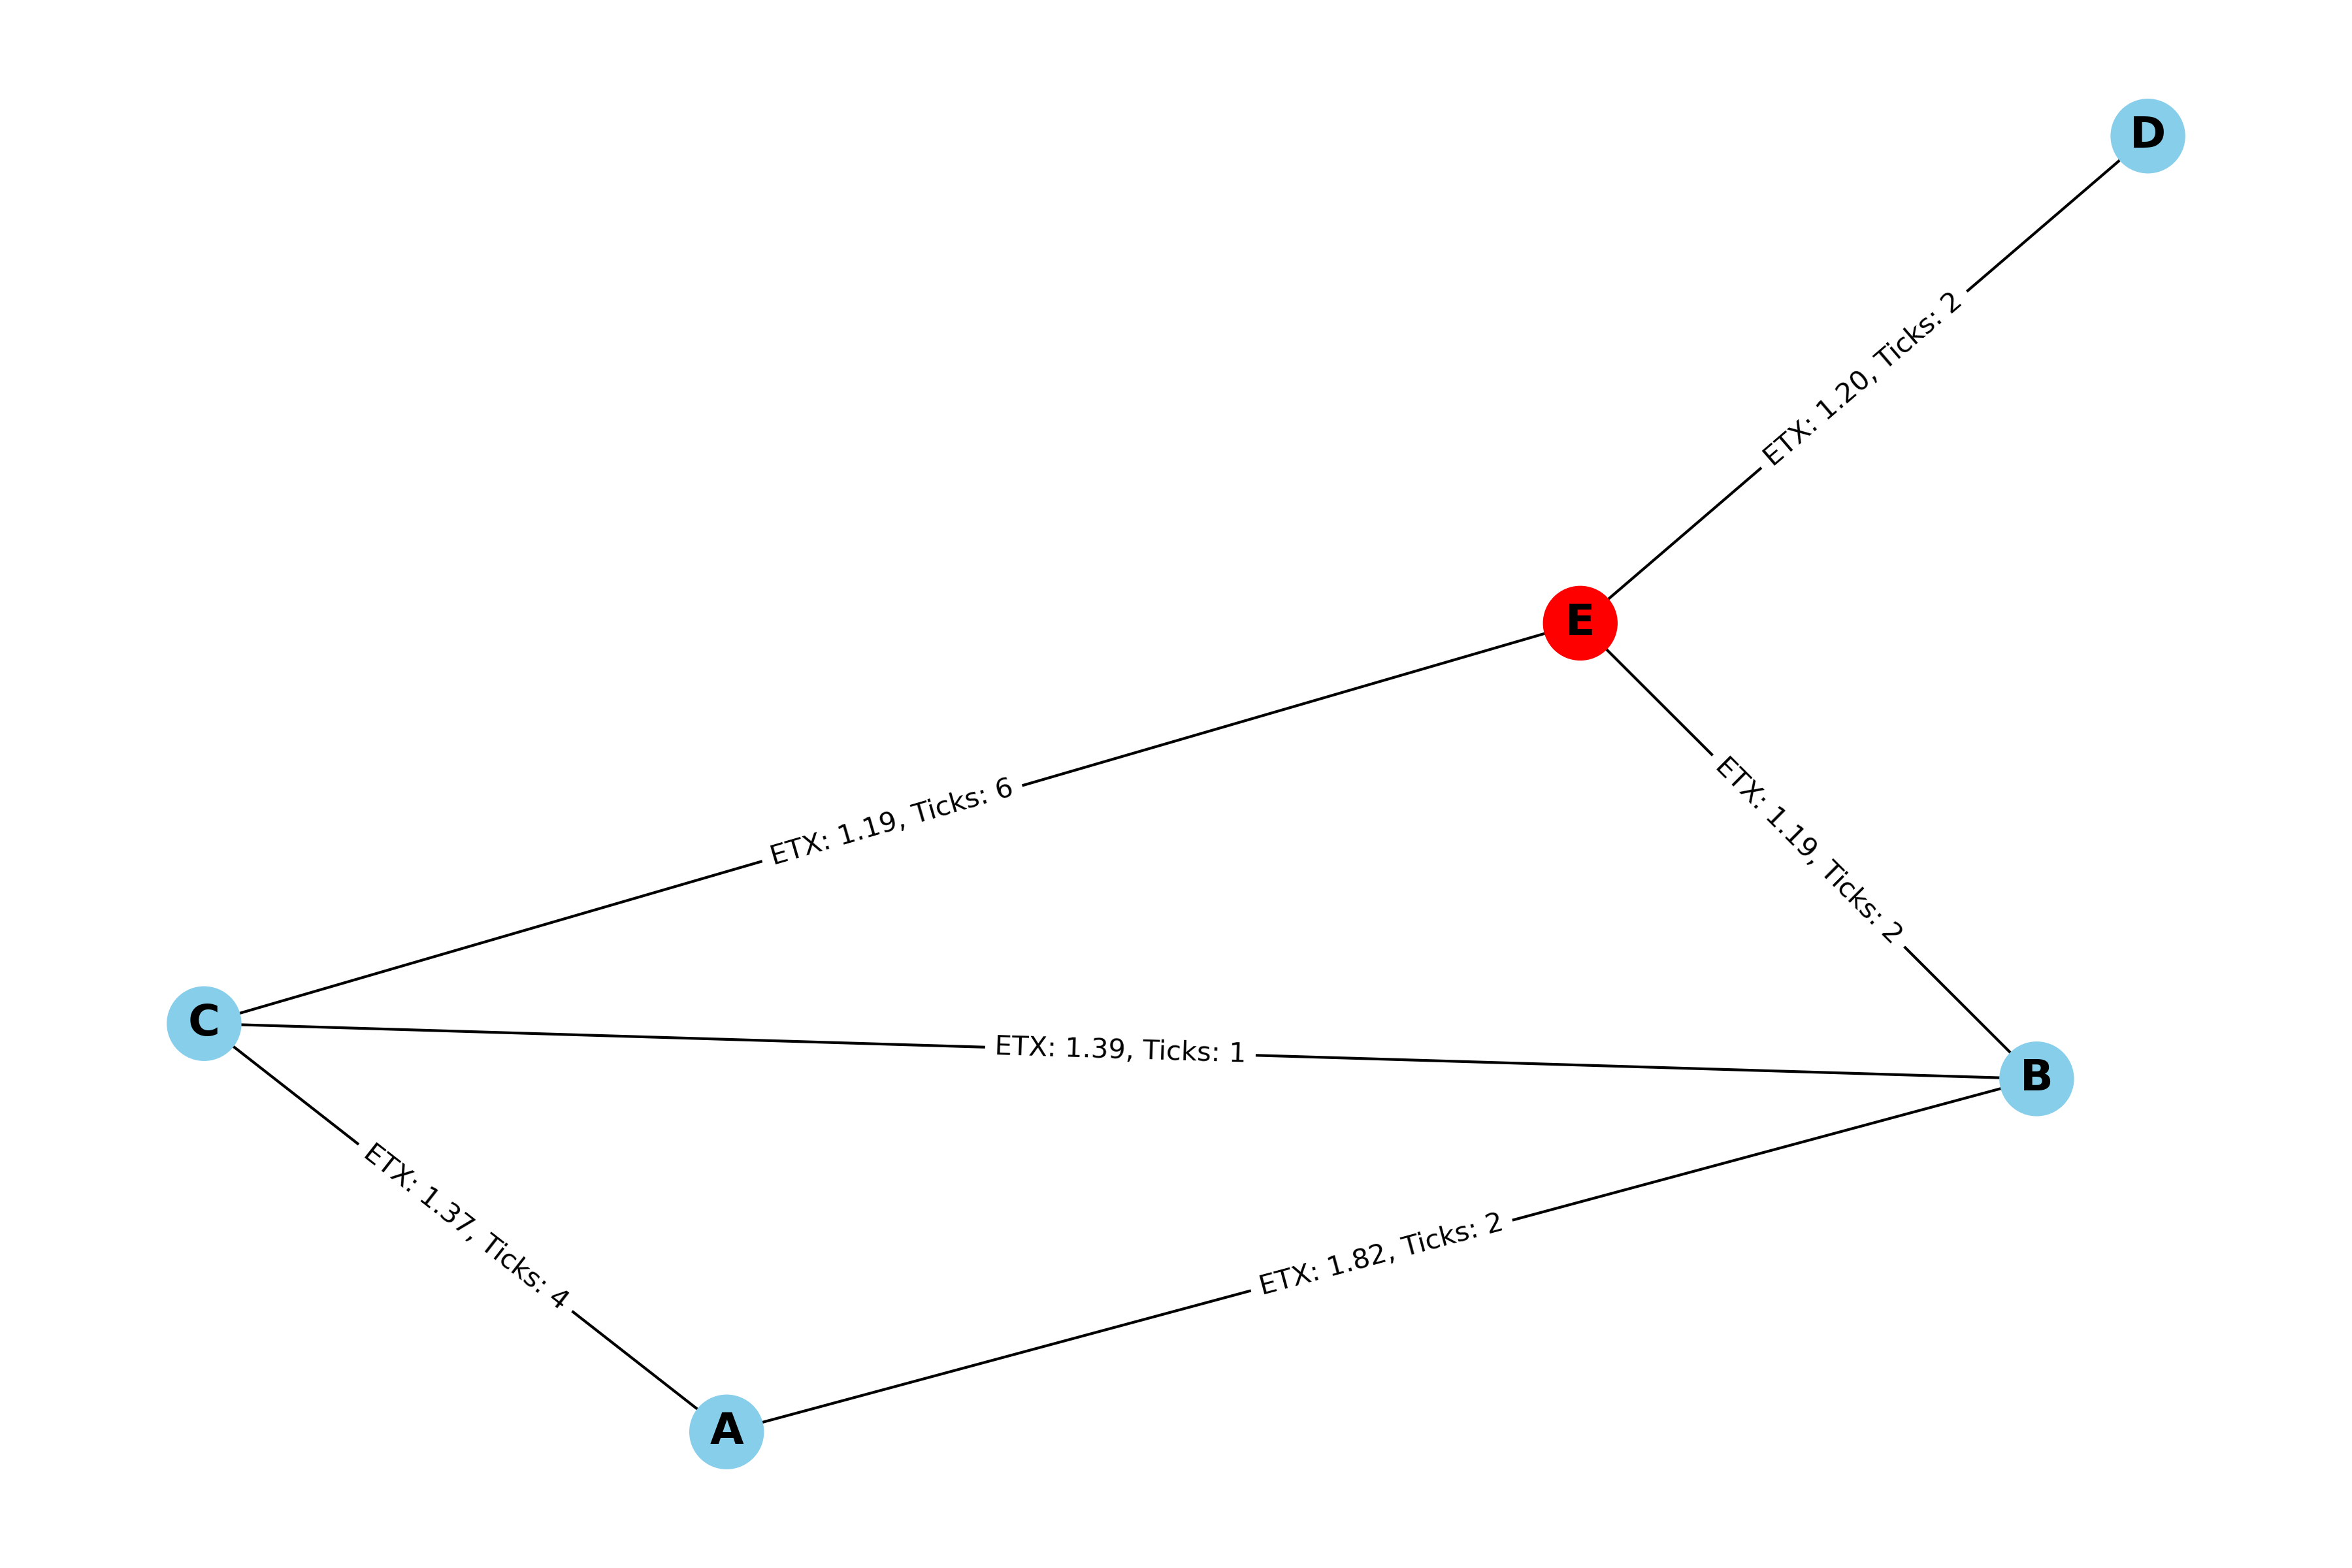 D
ETX: 1.20, Ticks: 2
E
ETX: 1.19, Ticks: 6
ETX: 1.19, Ticks: 2
C
ETX: 1.39, Ticks: 1
B
ETX: 1.37, Ticks: 4
ETX: 1.82, Ticks: 2
A